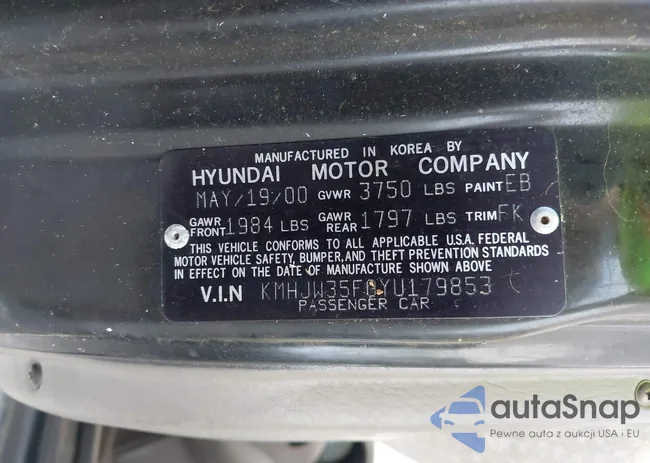 MANUFACTURED IN KOREA BY
HYUNDAI MOTOR COMPANY
MAY/19/00 GVWR 3750 LBS PAINT EB
GAWR FRONT 1984 LBS GAWR REAR 1797 LBS TRIM FK
THIS VEHICLE CONFORMS TO ALL APPLICABLE U.S.A. FEDERAL
MOTOR VEHICLE SAFETY, BUMPER, AND THEFT PREVENTION STANDARDS
IN EFFECT ON THE DATE OF MANUFACTURE SHOWN ABOVE
V.I.N KMHJW35F0YU179853
PASSENGER CAR
autaSnap
Pewne auta z aukcji USA i EU